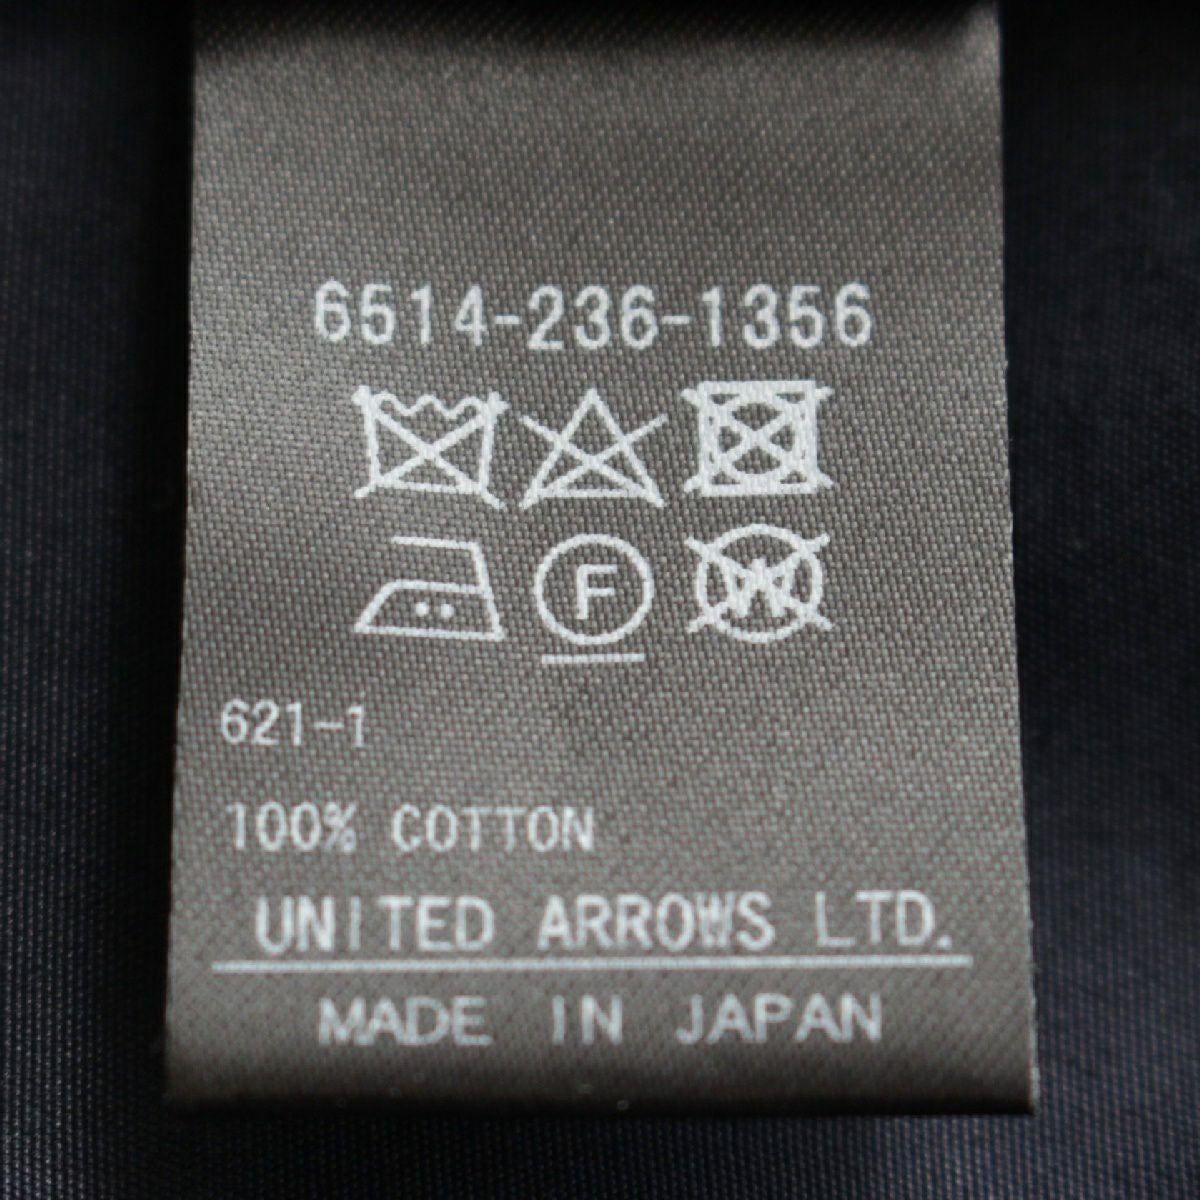 6514-236-1356
F W
621-1
100% COTTON
UNITED ARROWS LTD.
MADE IN JAPAN